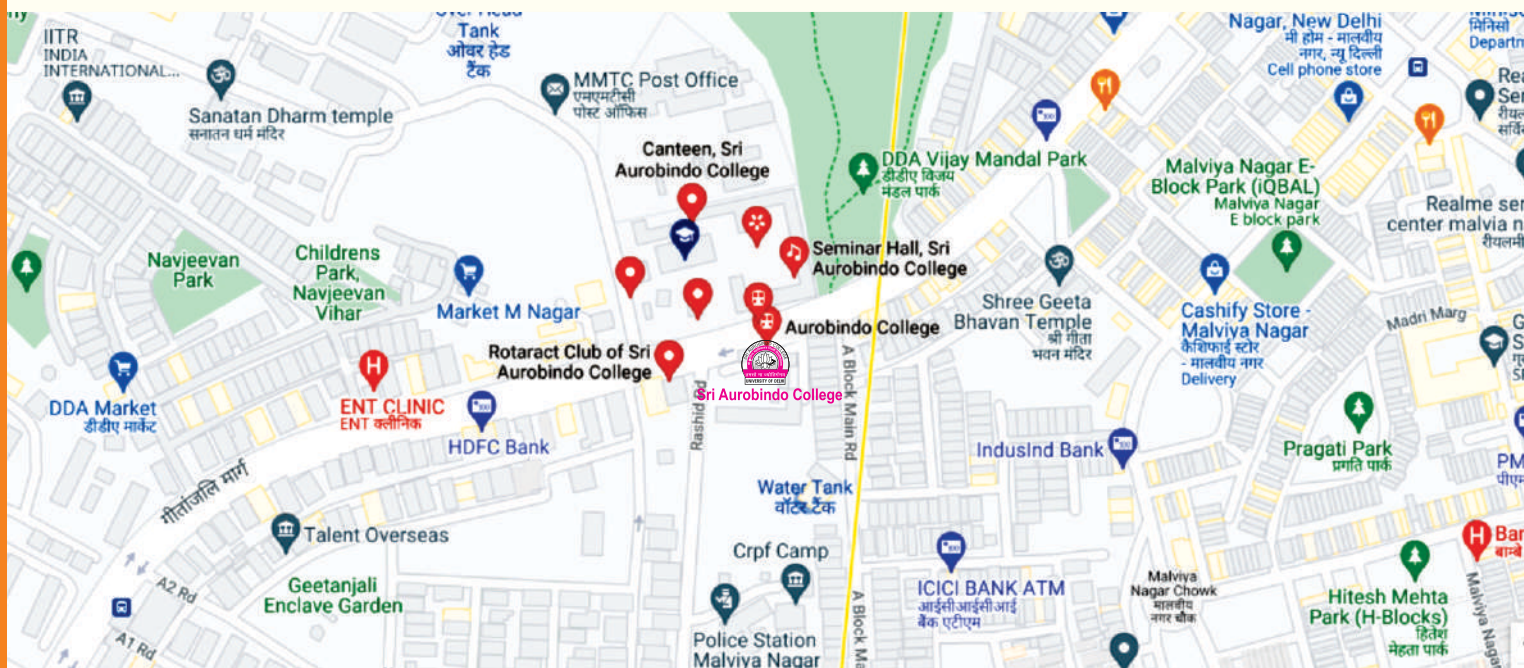 IITR
INDIA
INTERNATIONAL...
Sanatan Dharm temple
सनातन धर्म मंदिर
Tank
ओवर हेड
टैंक
MMTC Post Office
एमएमटीसी
पोस्ट ऑफिस
Canteen, Sri
Aurobindo College
DDA Vijay Mandal Park
डीडीए विजय
मंडल पार्क
Nagar, New Delhi
मी होम - मालवीय
नगर, न्यू दिल्ली
Cell phone store
मिनिसो
Malviya Nagar E-
Block Park (iQBAL)
Malviya Nagar
E block park
Realme ser
center malvia n
Navjeevan
Park
Childrens
Park,
Navjeevan
Vihar
Market M Nagar
Seminar Hall, Sri
Aurobindo College
Aurobindo College
Rotaract Club of Sri
Aurobindo College
UNIVERSITY OF DELHI
Sri Aurobindo College
Shree Geeta
Bhavan Temple
श्री गीता
भवन मंदिर
Cashify Store -
Malviya Nagar
कैशिफाई स्टोर
- मालवीय नगर
Delivery
Madri Marg
DDA Market
डीडीए मार्केट
ENT CLINIC
ENT क्लीनिक
HDFC Bank
Rashid Rd
A Block Main Rd
IndusInd Bank
Pragati Park
प्रगति पार्क
गीतांजलि मार्ग
Water Tank
वॉटर टैंक
Talent Overseas
Crpf Camp
ICICI BANK ATM
आईसीआईसीआई
बैंक एटीएम
Malviya
Nagar Chowk
मालवीय
नगर चौक
Hitesh Mehta
Park (H-Blocks)
हितेश
मेहता पार्क
Geetanjali
Enclave Garden
A2 Rd
A1 Rd
Police Station
Malviya Nagar
A Block Ma
Malviya Nagar